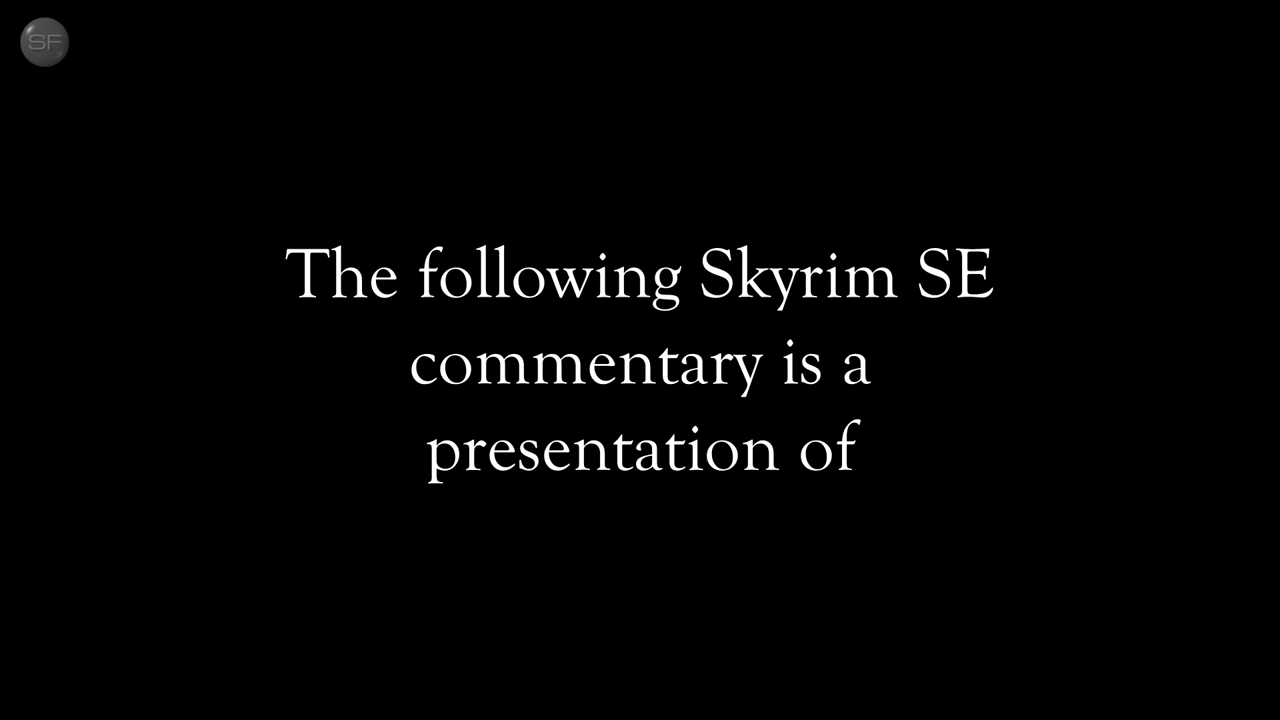 SF
The following Skyrim SE
commentary is a
presentation of